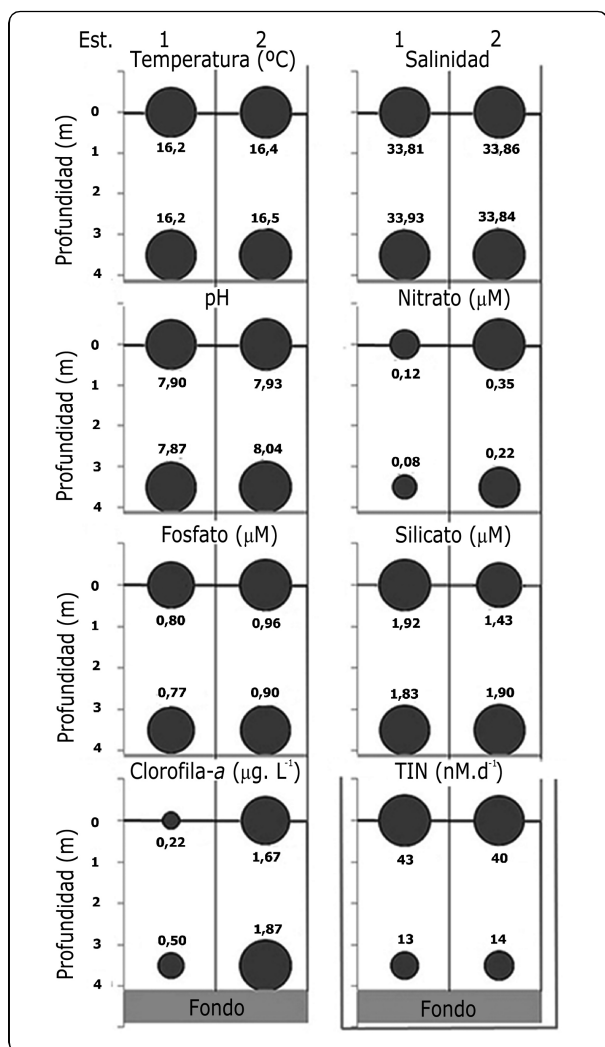 Est. 1 2 1 2
Temperatura (ºC) Salinidad
Profundidad (m)
0
1
2
3
4
16,2 16,4 33,81 33,86
16,2 16,5 33,93 33,84
pH Nitrato (µM)
Profundidad (m)
0
1
2
3
4
7,90 7,93 0,12 0,35
7,87 8,04 0,08 0,22
Fosfato (µM) Silicato (µM)
Profundidad (m)
0
1
2
3
4
0,80 0,96 1,92 1,43
0,77 0,90 1,83 1,90
Clorofila-a (µg. L⁻¹) TIN (nM.d⁻¹)
Profundidad (m)
0
1
2
3
4
0,22 1,67 43 40
0,50 1,87 13 14
Fondo Fondo